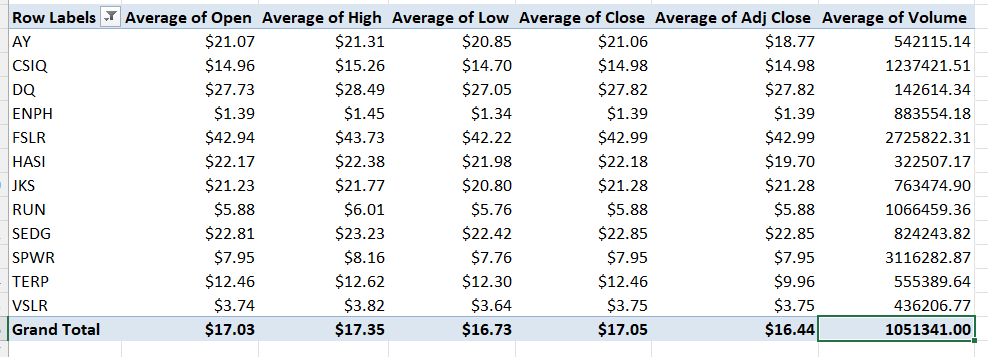 Row Labels Average of Open Average of High Average of Low Average of Close Average of Adj Close Average of Volume
AY $21.07 $21.31 $20.85 $21.06 $18.77 542115.14
CSIQ $14.96 $15.26 $14.70 $14.98 $14.98 1237421.51
DQ $27.73 $28.49 $27.05 $27.82 $27.82 142614.34
ENPH $1.39 $1.45 $1.34 $1.39 $1.39 883554.18
FSLR $42.94 $43.73 $42.22 $42.99 $42.99 2725822.31
HASI $22.17 $22.38 $21.98 $22.18 $19.70 322507.17
JKS $21.23 $21.77 $20.80 $21.28 $21.28 763474.90
RUN $5.88 $6.01 $5.76 $5.88 $5.88 1066459.36
SEDG $22.81 $23.23 $22.42 $22.85 $22.85 824243.82
SPWR $7.95 $8.16 $7.76 $7.95 $7.95 3116282.87
TERP $12.46 $12.62 $12.30 $12.46 $9.96 555389.64
VSLR $3.74 $3.82 $3.64 $3.75 $3.75 436206.77
Grand Total $17.03 $17.35 $16.73 $17.05 $16.44 1051341.00